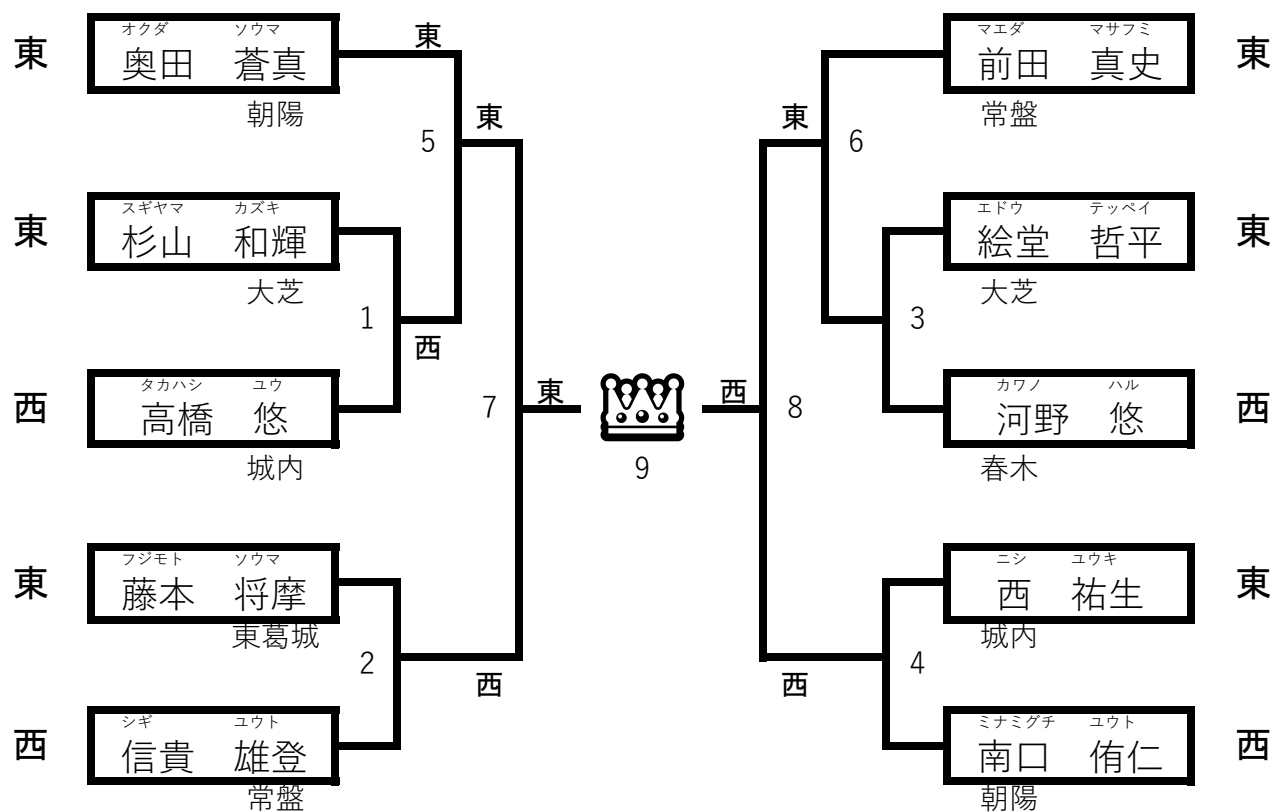 オクダ ソウマ
東 奥田 蒼真
朝陽
東
5
東
スギヤマ カズキ
東 杉山 和輝
大芝
1
西
タカハシ ユウ
西 高橋 悠
城内
7
東
フジモト ソウマ
東 藤本 将摩
東葛城
2
西
シギ ユウト
西 信貴 雄登
常盤
9
マエダ マサフミ
前田 真史 東
常盤
東
6
エドウ テッペイ
絵堂 哲平 東
大芝
3
カワノ ハル
河野 悠 西
春木
西
8
ニシ ユウキ
西 祐生 東
城内
4
西
ミナミグチ ユウト
南口 侑仁 西
朝陽